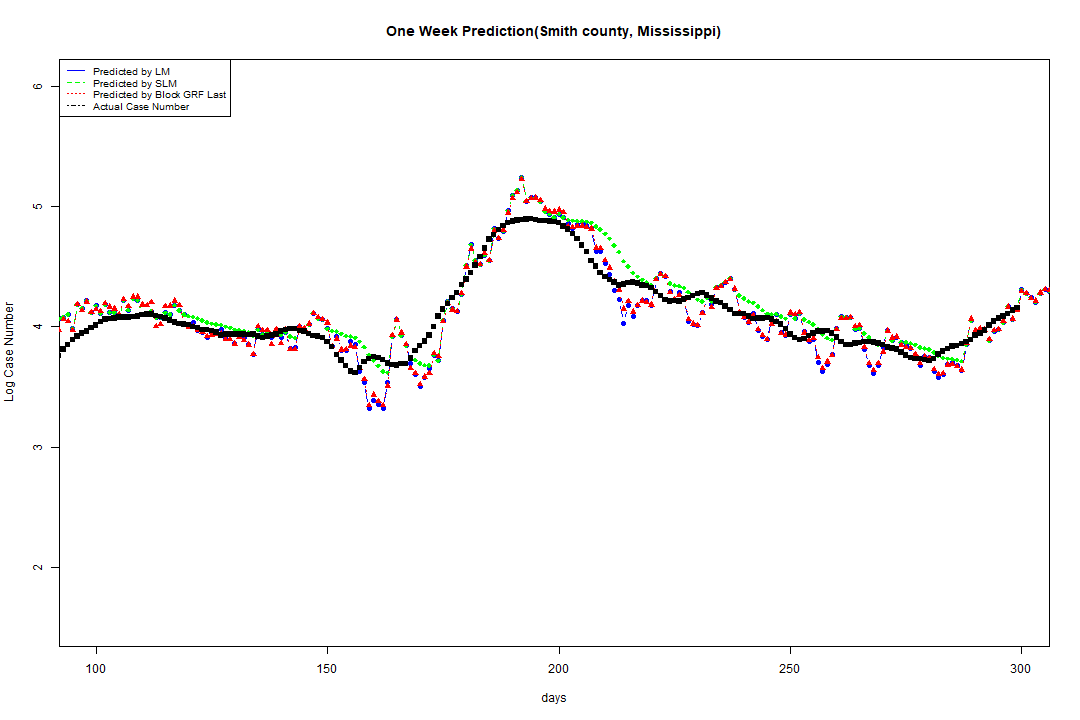 One Week Prediction(Smith county, Mississippi)
Predicted by LM
Predicted by SLM
Predicted by Block GRF Last
Actual Case Number
Log Case Number
6
5
4
3
2
100 150 200 250 300
days